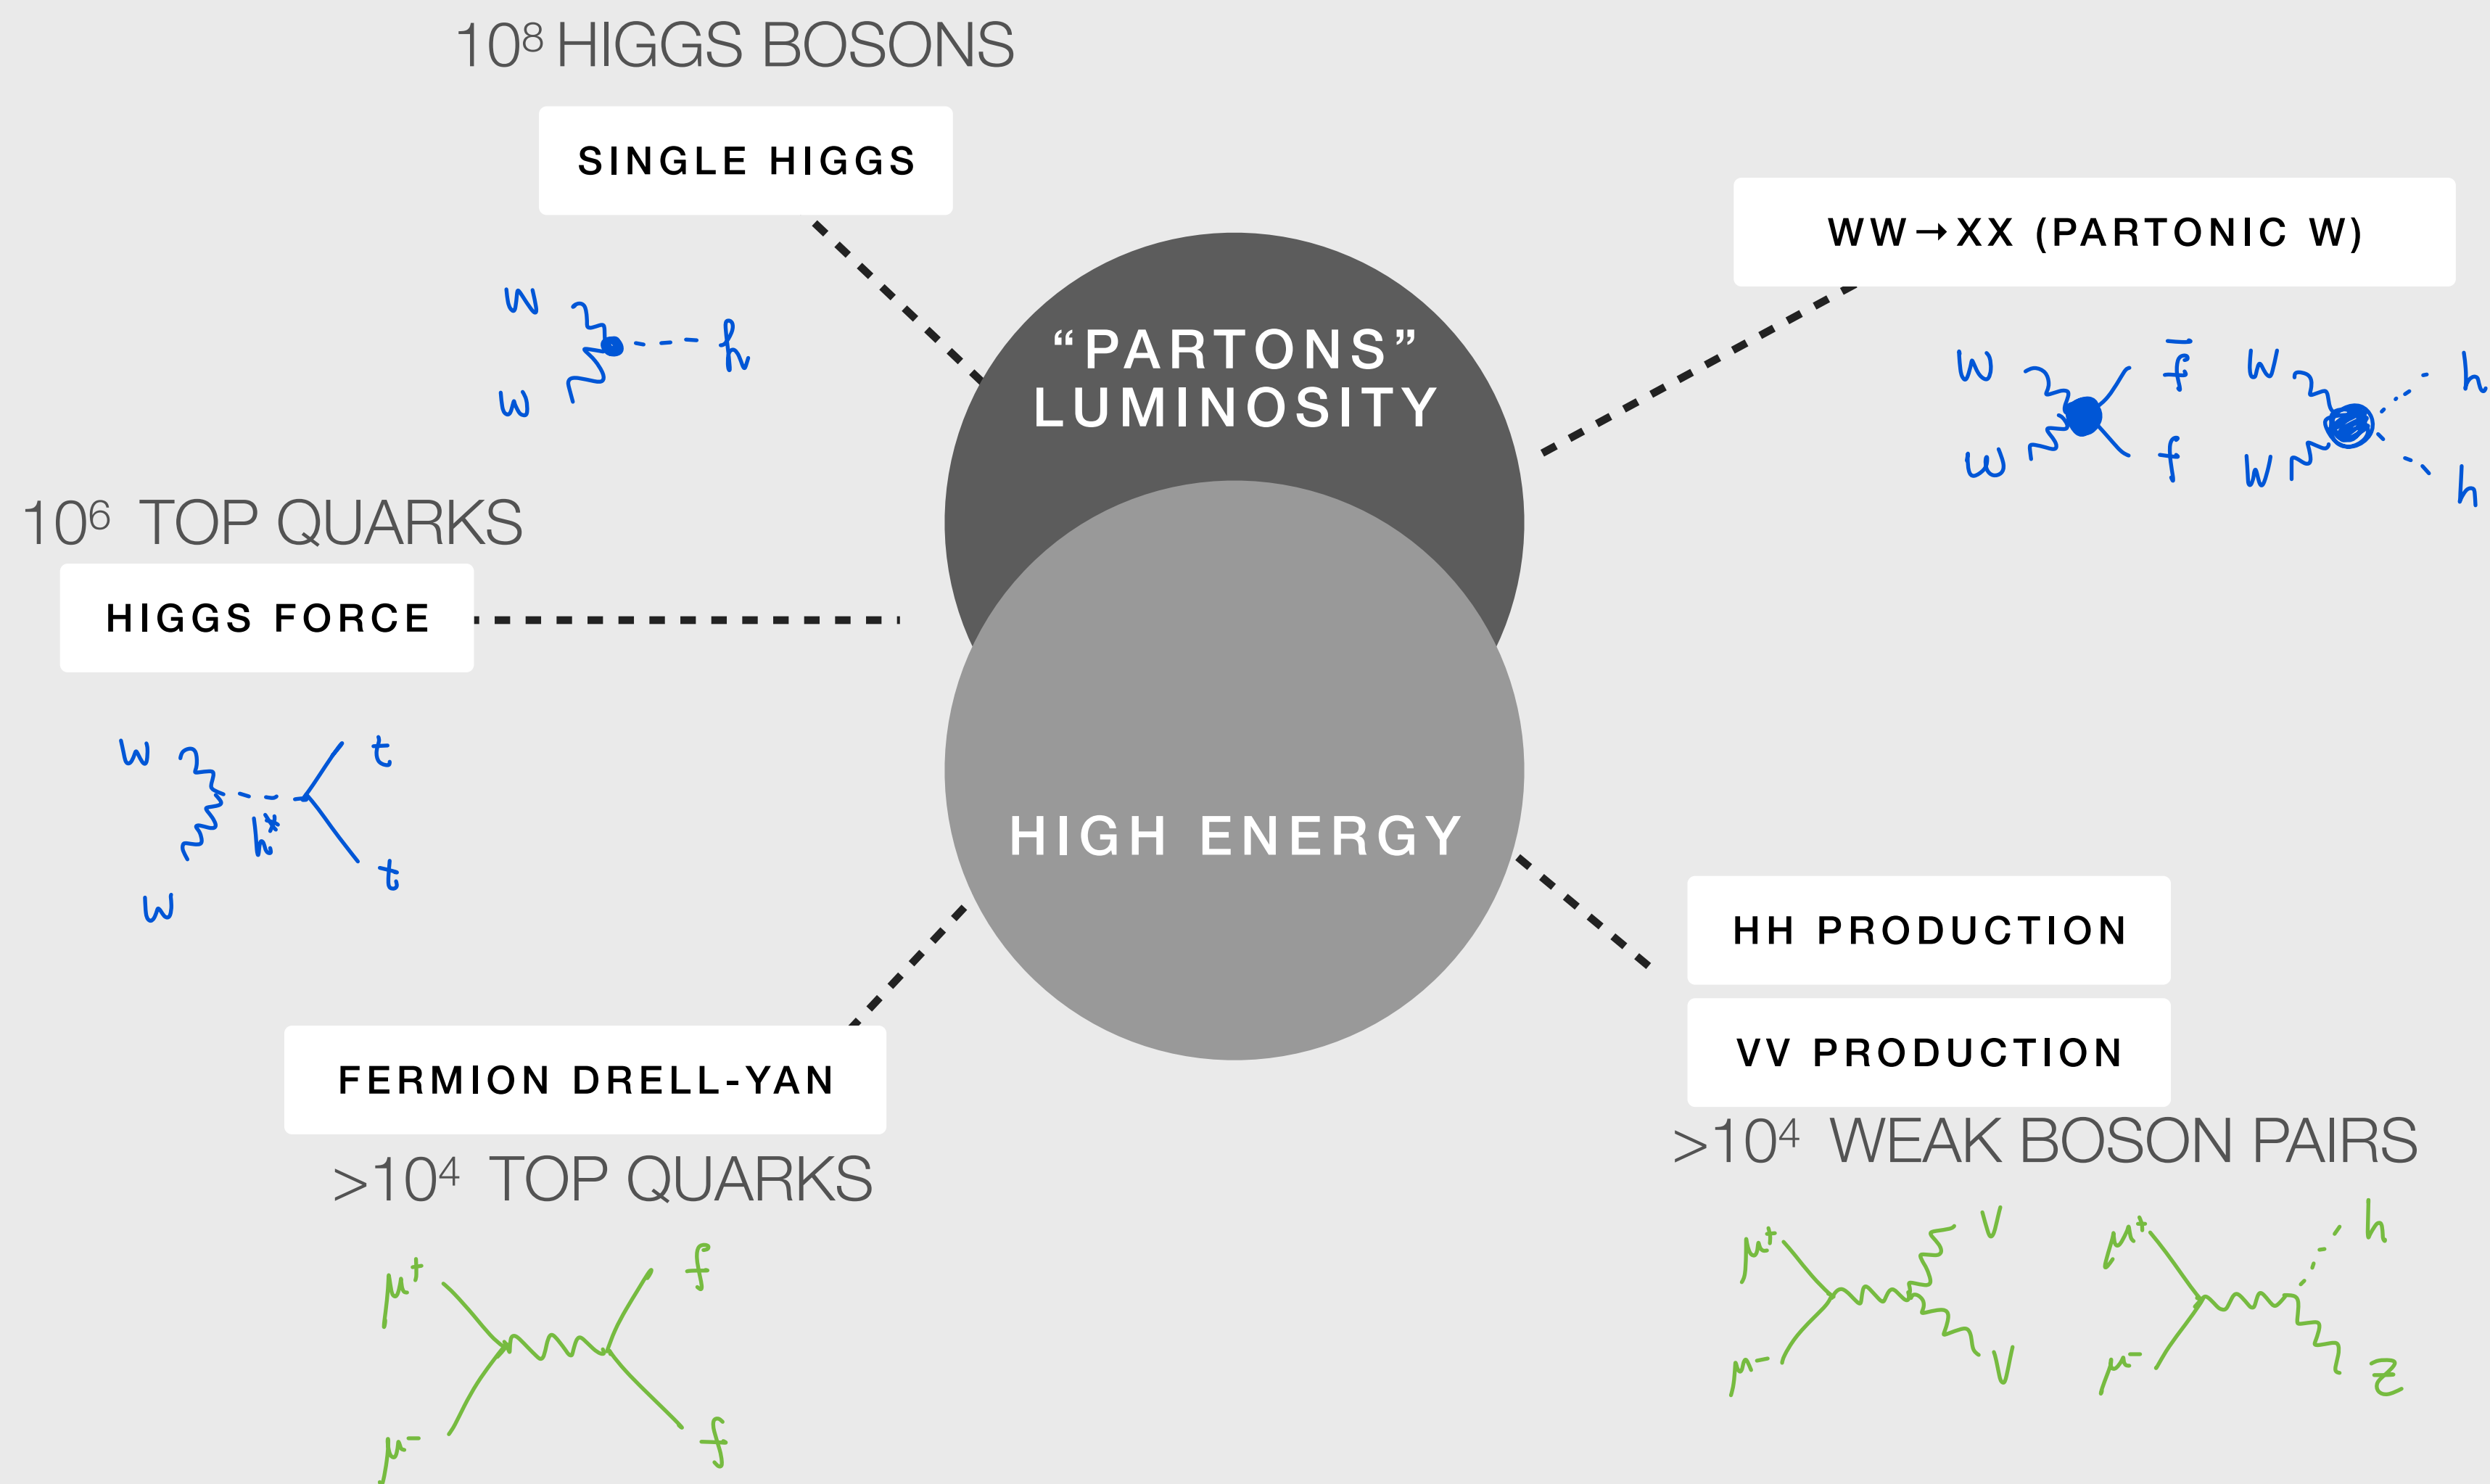 10⁸ HIGGS BOSONS
SINGLE HIGGS
W
h
W
“PARTONS”
LUMINOSITY
WW→XX (PARTONIC W)
W
f̄
W
h
W
f
W
h
10⁶ TOP QUARKS
HIGGS FORCE
W
t
h*
W
t
HIGH ENERGY
FERMION DRELL-YAN
>10⁴ TOP QUARKS
μ⁺
f
μ⁻
f
HH PRODUCTION
VV PRODUCTION
>10⁴ WEAK BOSON PAIRS
μ⁺
V
μ⁺
h
μ⁻
V
μ⁻
Z